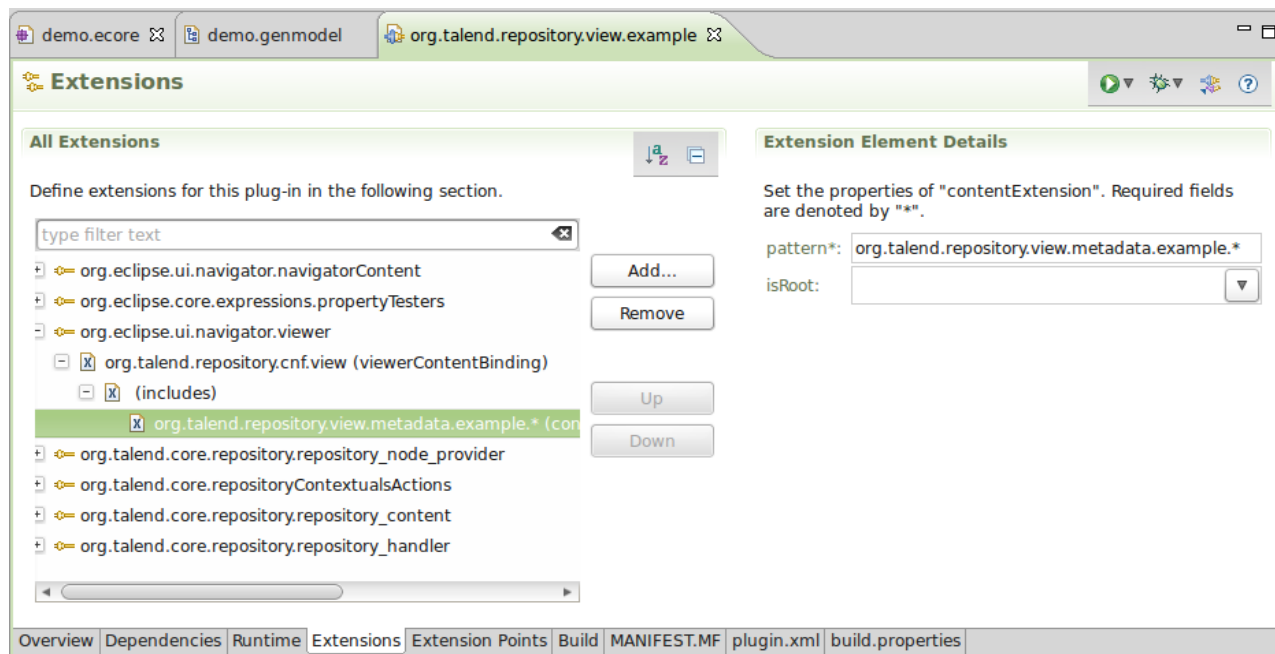 demo.ecore
demo.genmodel
org.talend.repository.view.example
Extensions
All Extensions
Define extensions for this plug-in in the following section.
type filter text
org.eclipse.ui.navigator.navigatorContent
org.eclipse.core.expressions.propertyTesters
org.eclipse.ui.navigator.viewer
org.talend.repository.cnf.view (viewerContentBinding)
(includes)
org.talend.repository.view.metadata.example.* (con
org.talend.core.repository.repository_node_provider
org.talend.core.repositoryContextualsActions
org.talend.core.repository.repository_content
org.talend.core.repository.repository_handler
Add...
Remove
Up
Down
Extension Element Details
Set the properties of "contentExtension". Required fields
are denoted by "*".
pattern*: org.talend.repository.view.metadata.example.*
isRoot:
Overview Dependencies Runtime Extensions Extension Points Build MANIFEST.MF plugin.xml build.properties